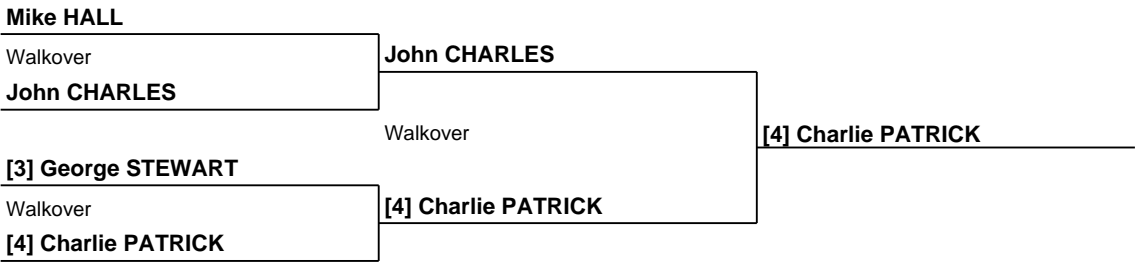 Mike HALL
Walkover
John CHARLES
John CHARLES
Walkover
[4] Charlie PATRICK
[3] George STEWART
Walkover
[4] Charlie PATRICK
[4] Charlie PATRICK